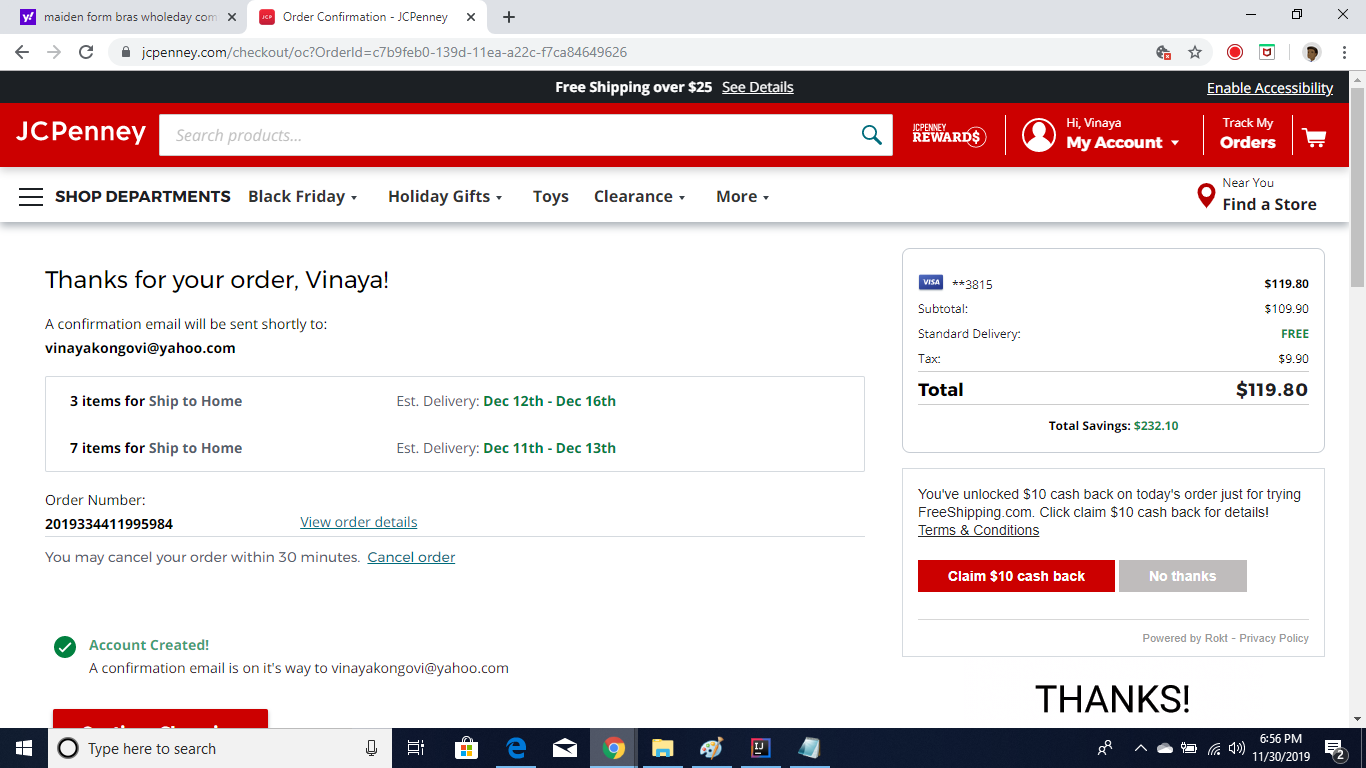 maiden form bras wholeday com
Order Confirmation - JCPenney
jcpenney.com/checkout/oc?OrderId=c7b9feb0-139d-11ea-a22c-f7ca84649626
Free Shipping over $25 See Details
Enable Accessibility
JCPenney
Search products...
JCPENNEY
REWARD$
Hi, Vinaya
My Account
Track My
Orders
SHOP DEPARTMENTS Black Friday Holiday Gifts Toys Clearance More
Near You
Find a Store
Thanks for your order, Vinaya!
A confirmation email will be sent shortly to:
vinayakongovi@yahoo.com
3 items for Ship to Home Est. Delivery: Dec 12th - Dec 16th
7 items for Ship to Home Est. Delivery: Dec 11th - Dec 13th
Order Number:
2019334411995984 View order details
You may cancel your order within 30 minutes. Cancel order
Account Created!
A confirmation email is on it's way to vinayakongovi@yahoo.com
VISA **3815 $119.80
Subtotal: $109.90
Standard Delivery: FREE
Tax: $9.90
Total $119.80
Total Savings: $232.10
You've unlocked $10 cash back on today's order just for trying
FreeShipping.com. Click claim $10 cash back for details!
Terms & Conditions
Claim $10 cash back No thanks
Powered by Rokt - Privacy Policy
THANKS!
Type here to search
6:56 PM
11/30/2019
2